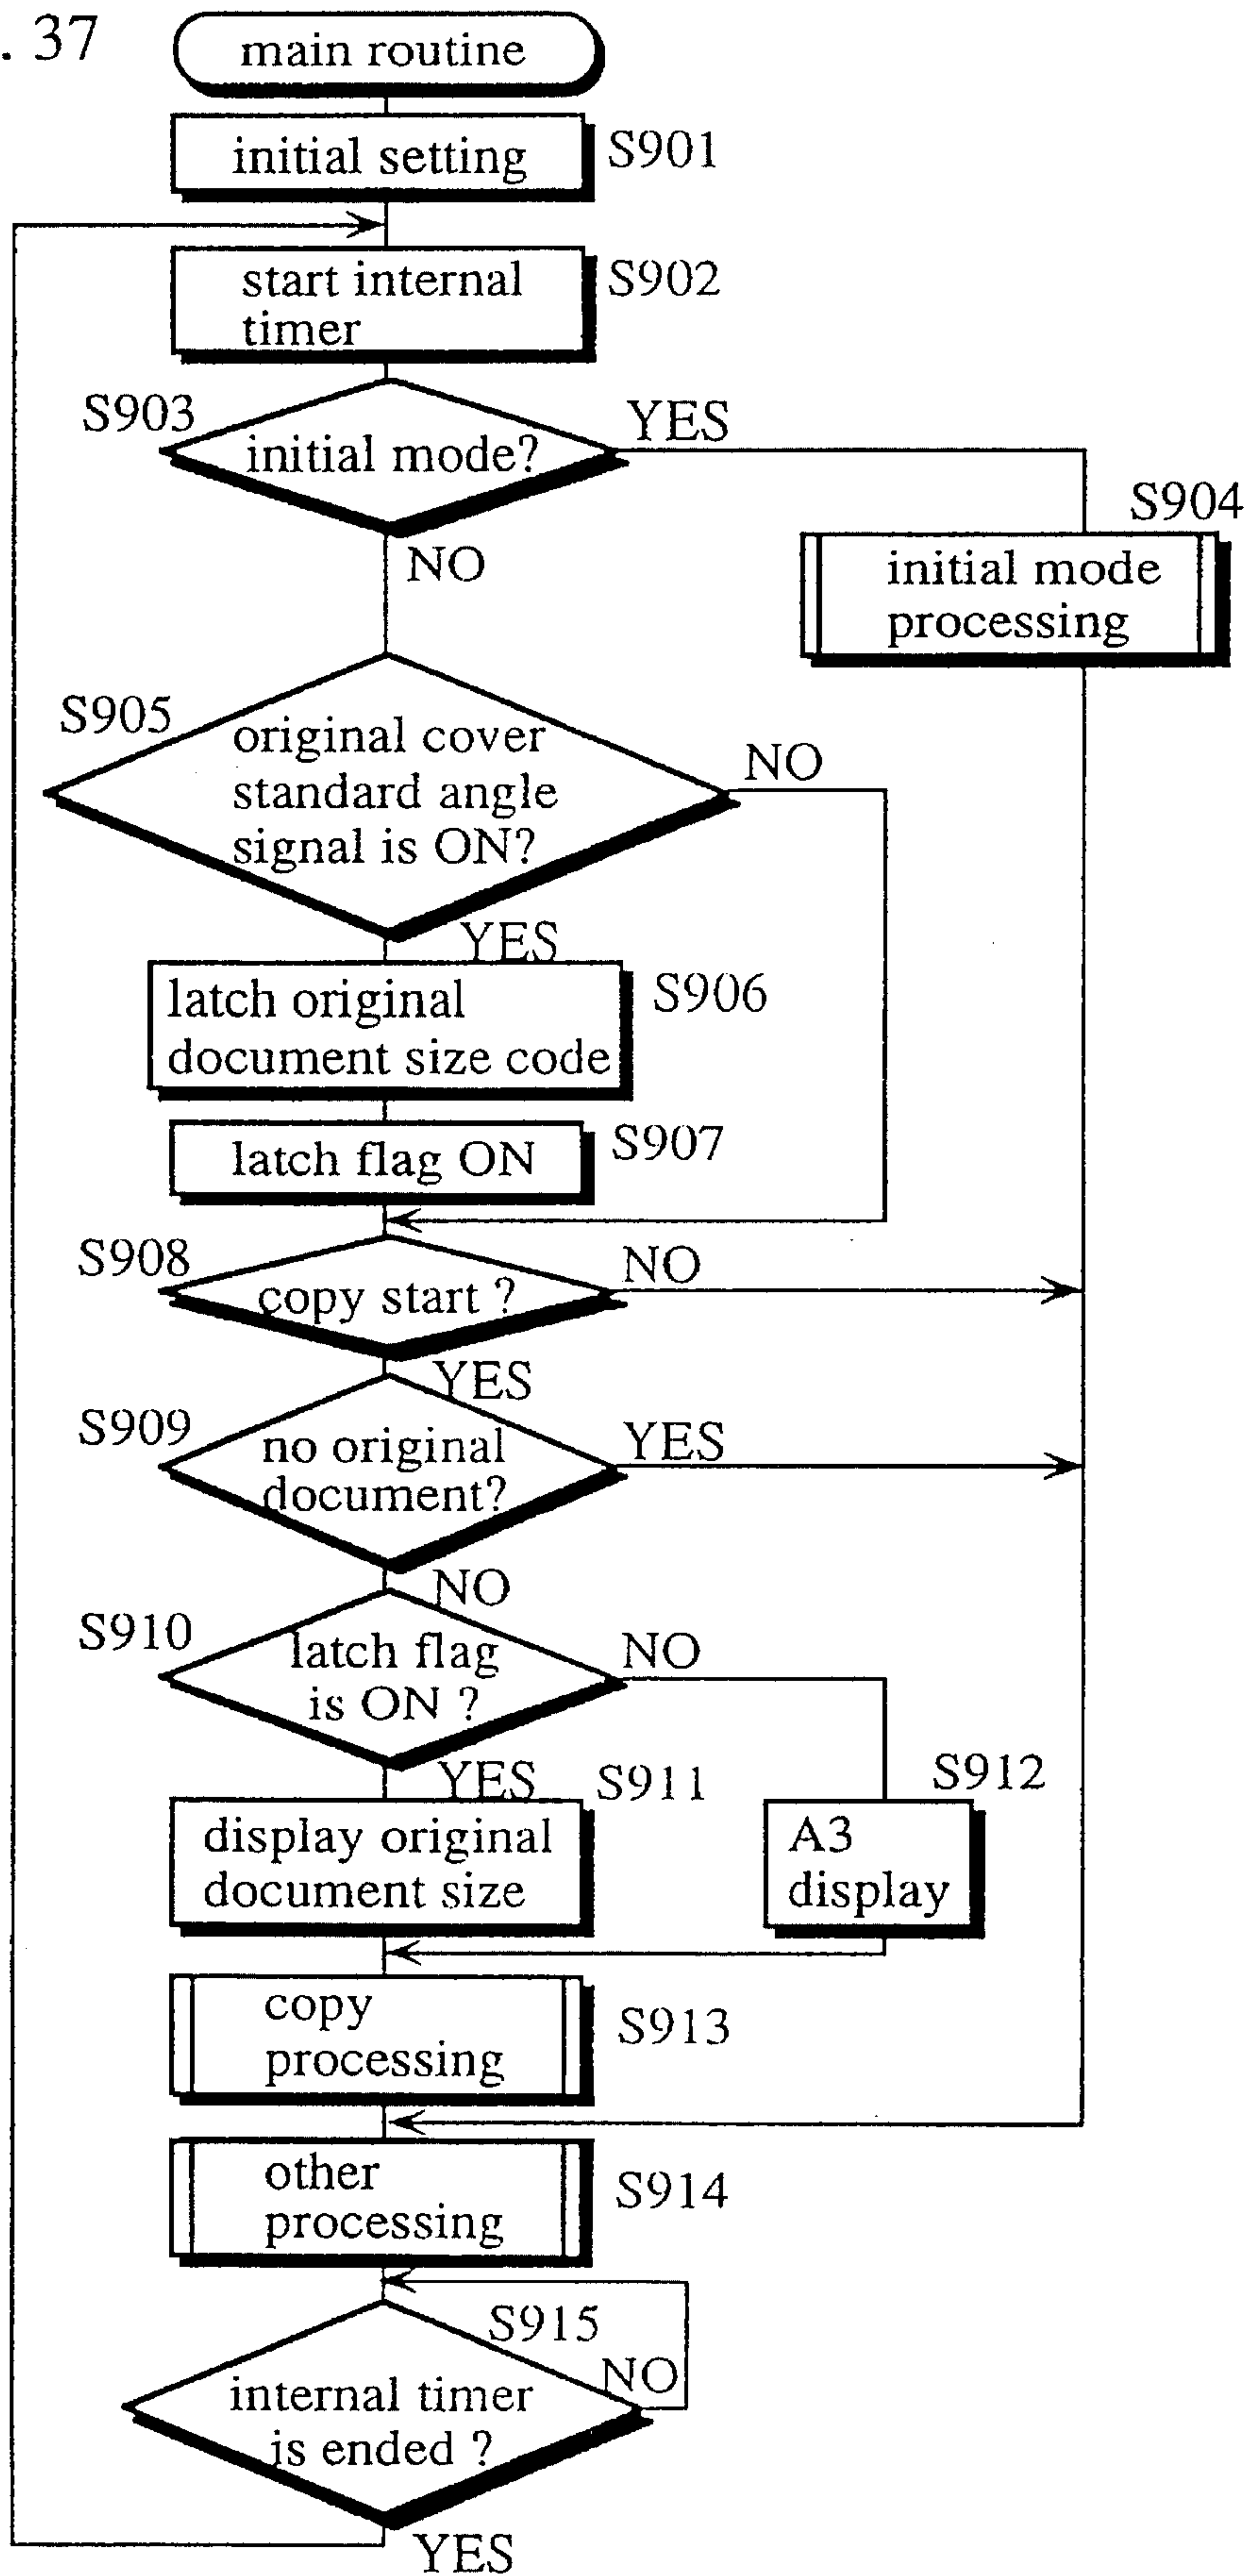 . 37
main routine
initial setting
S901
start internal
timer
S902
S903
initial mode?
YES
NO
S904
initial mode
processing
S905
original cover
standard angle
signal is ON?
NO
YES
latch original
document size code
S906
latch flag ON
S907
S908
copy start ?
NO
YES
S909
no original
document?
YES
NO
S910
latch flag
is ON ?
NO
YES
S911
display original
document size
S912
A3
display
copy
processing
S913
other
processing
S914
S915
NO
internal timer
is ended ?
YES